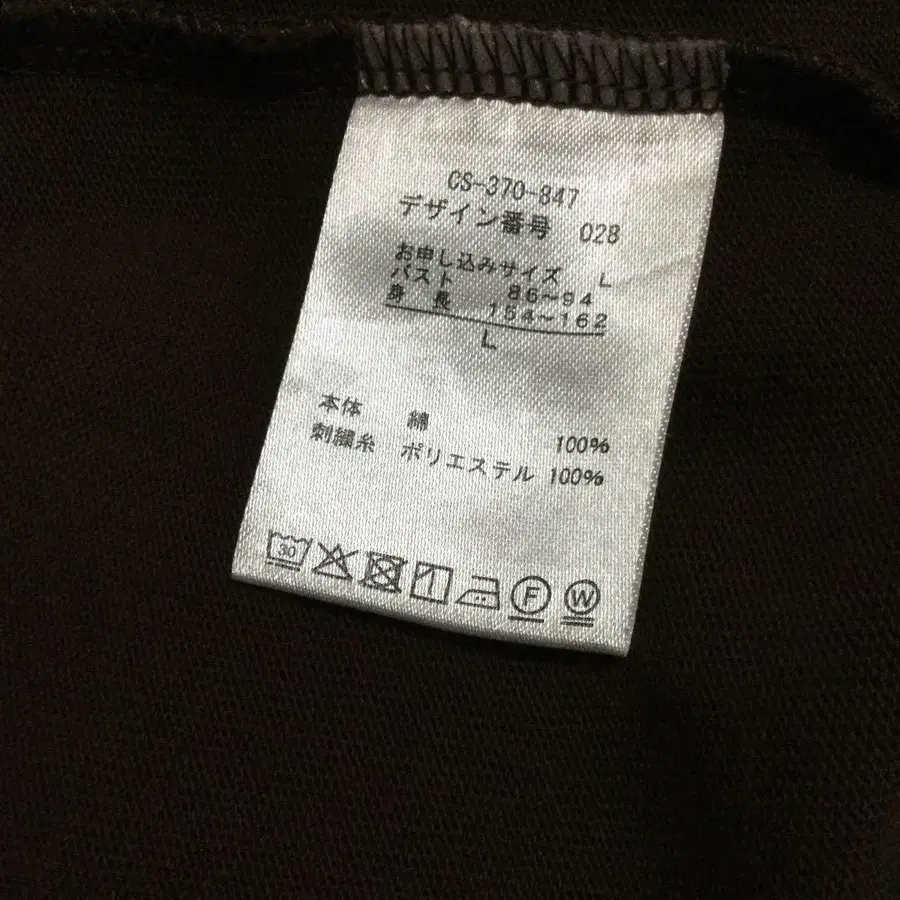 CS-370-847
デザイン番号 028
お申し込みサイズ L
バスト 86~94
身長 154~162
L
本体 綿 100%
刺繍糸 ポリエステル 100%
30 F W